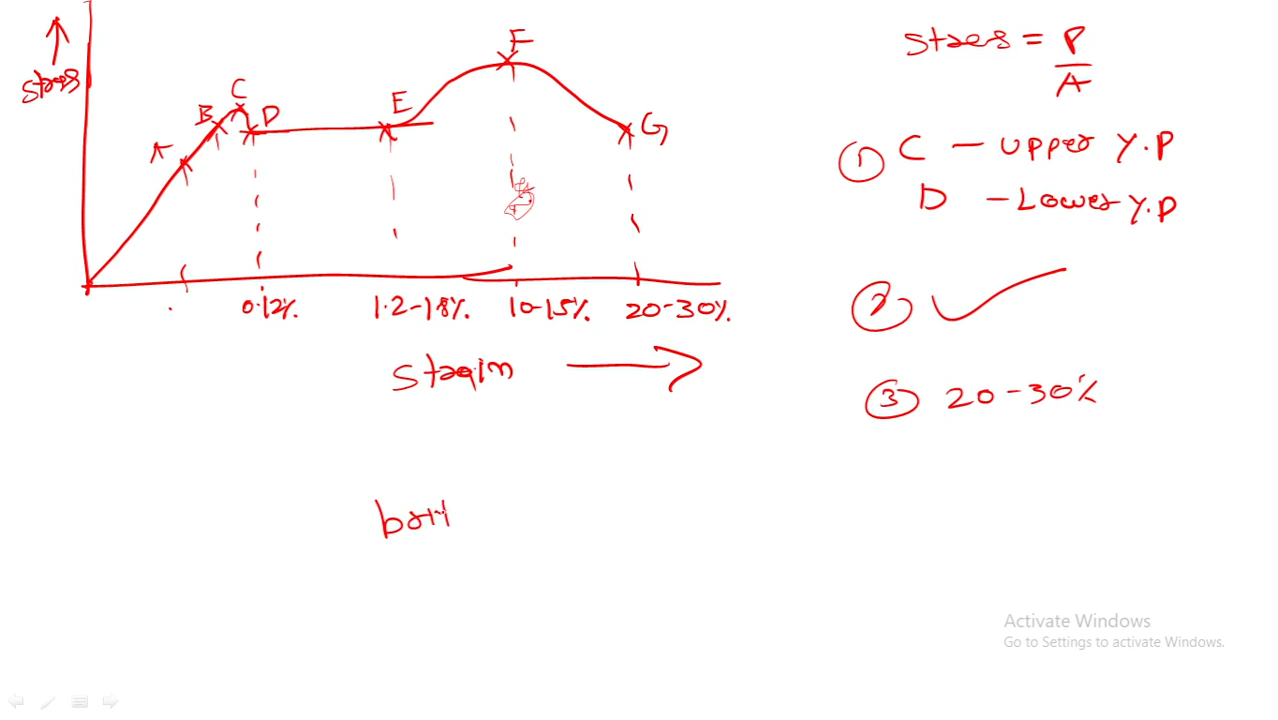 F
Stress = P
A
Stress
C
B
D
E
G
A
① C - Upper Y.P
D - Lower Y.P
②
0.12%
1.2-1.8%
10-15%
20-30%
Strain
③ 20-30%
Activate Windows
Go to Settings to activate Windows.